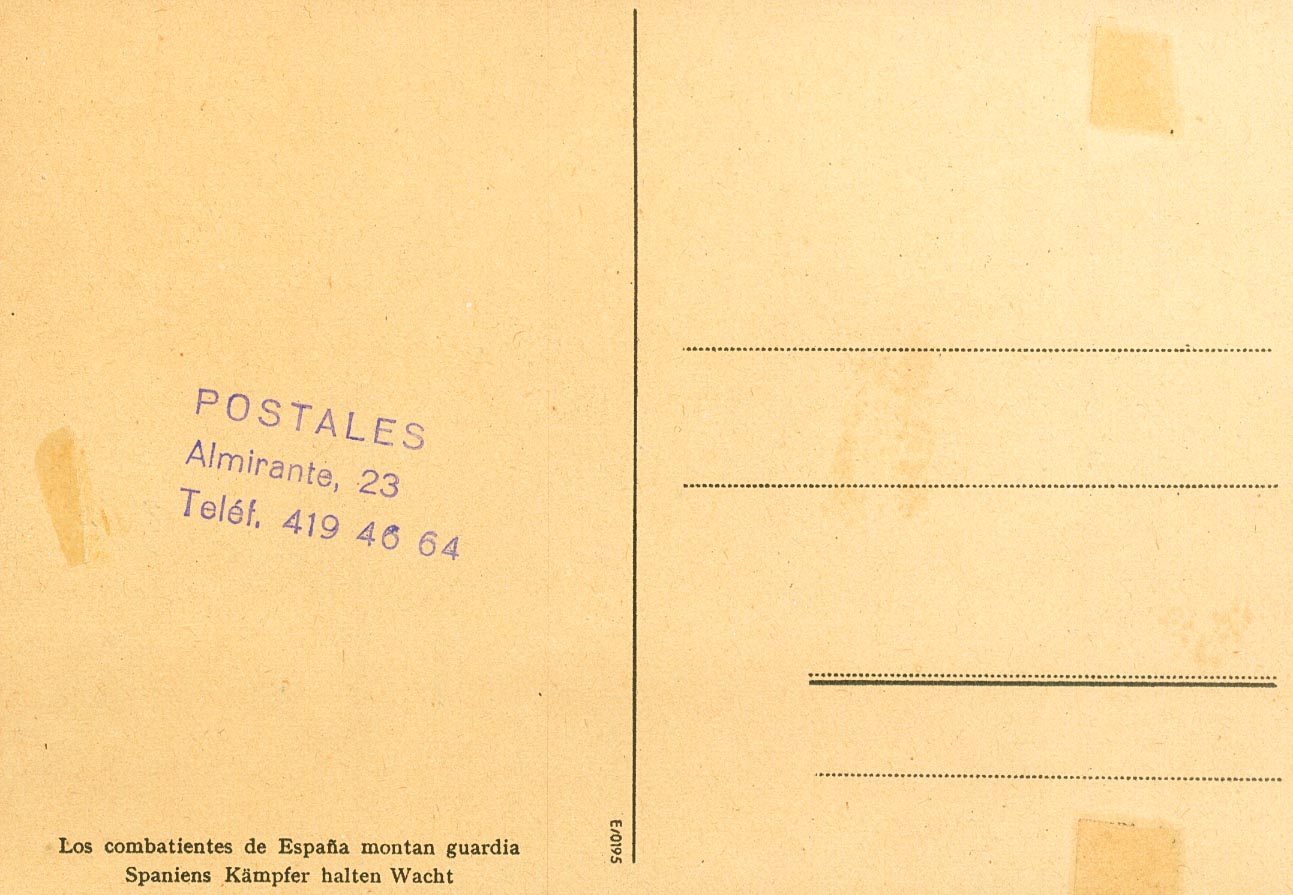 POSTALES
Almirante, 23
Teléf. 419 46 64
Los combatientes de España montan guardia
Spaniens Kämpfer halten Wacht
E/0195